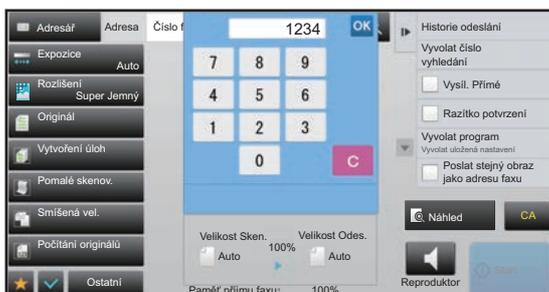 Adresář
Adresa
Číslo f
Expozice
Auto
Rozlišení
Super Jemný
Originál
Vytvoření úloh
Pomalé skenov.
Smíšená vel.
Počítání originálů
Ostatní
1234
OK
7 8 9
4 5 6
1 2 3
0 C
Velikost Sken.
Velikost Odes.
100%
Auto
Auto
Paměť příjmu faxu: 100%
Historie odeslání
Vyvolat číslo
vyhledání
Vysíl. Přímé
Razítko potvrzení
Vyvolat program
Vyvolat uložená nastavení
Poslat stejný obraz
jako adresu faxu
Náhled
CA
Reproduktor
Start